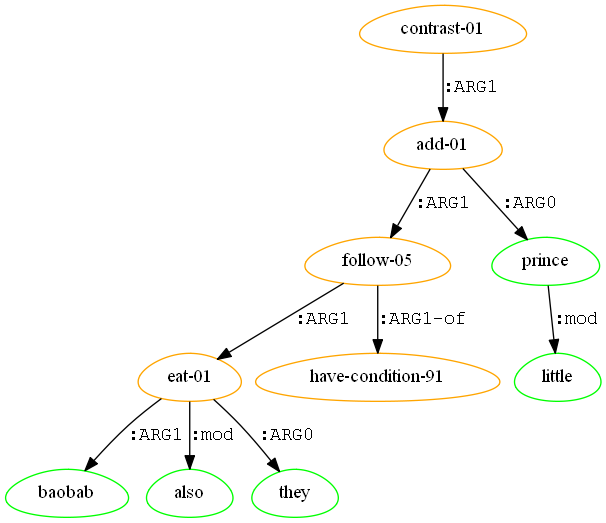 contrast-01
:ARG1
add-01
:ARG1 :ARG0
follow-05 prince
:ARG1 :ARG1-of :mod
eat-01 have-condition-91 little
:ARG1 :mod :ARG0
baobab also they